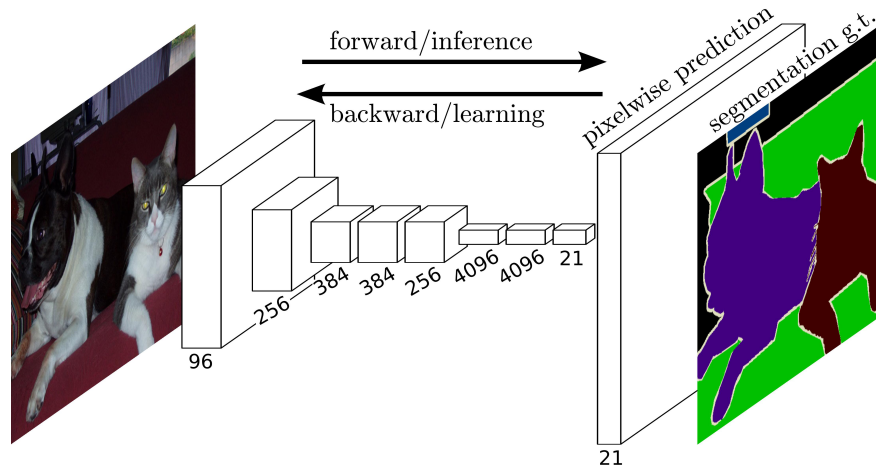 forward/inference
backward/learning
pixelwise prediction
segmentation g.t.
96
256
384
384
256
4096
4096
21
21